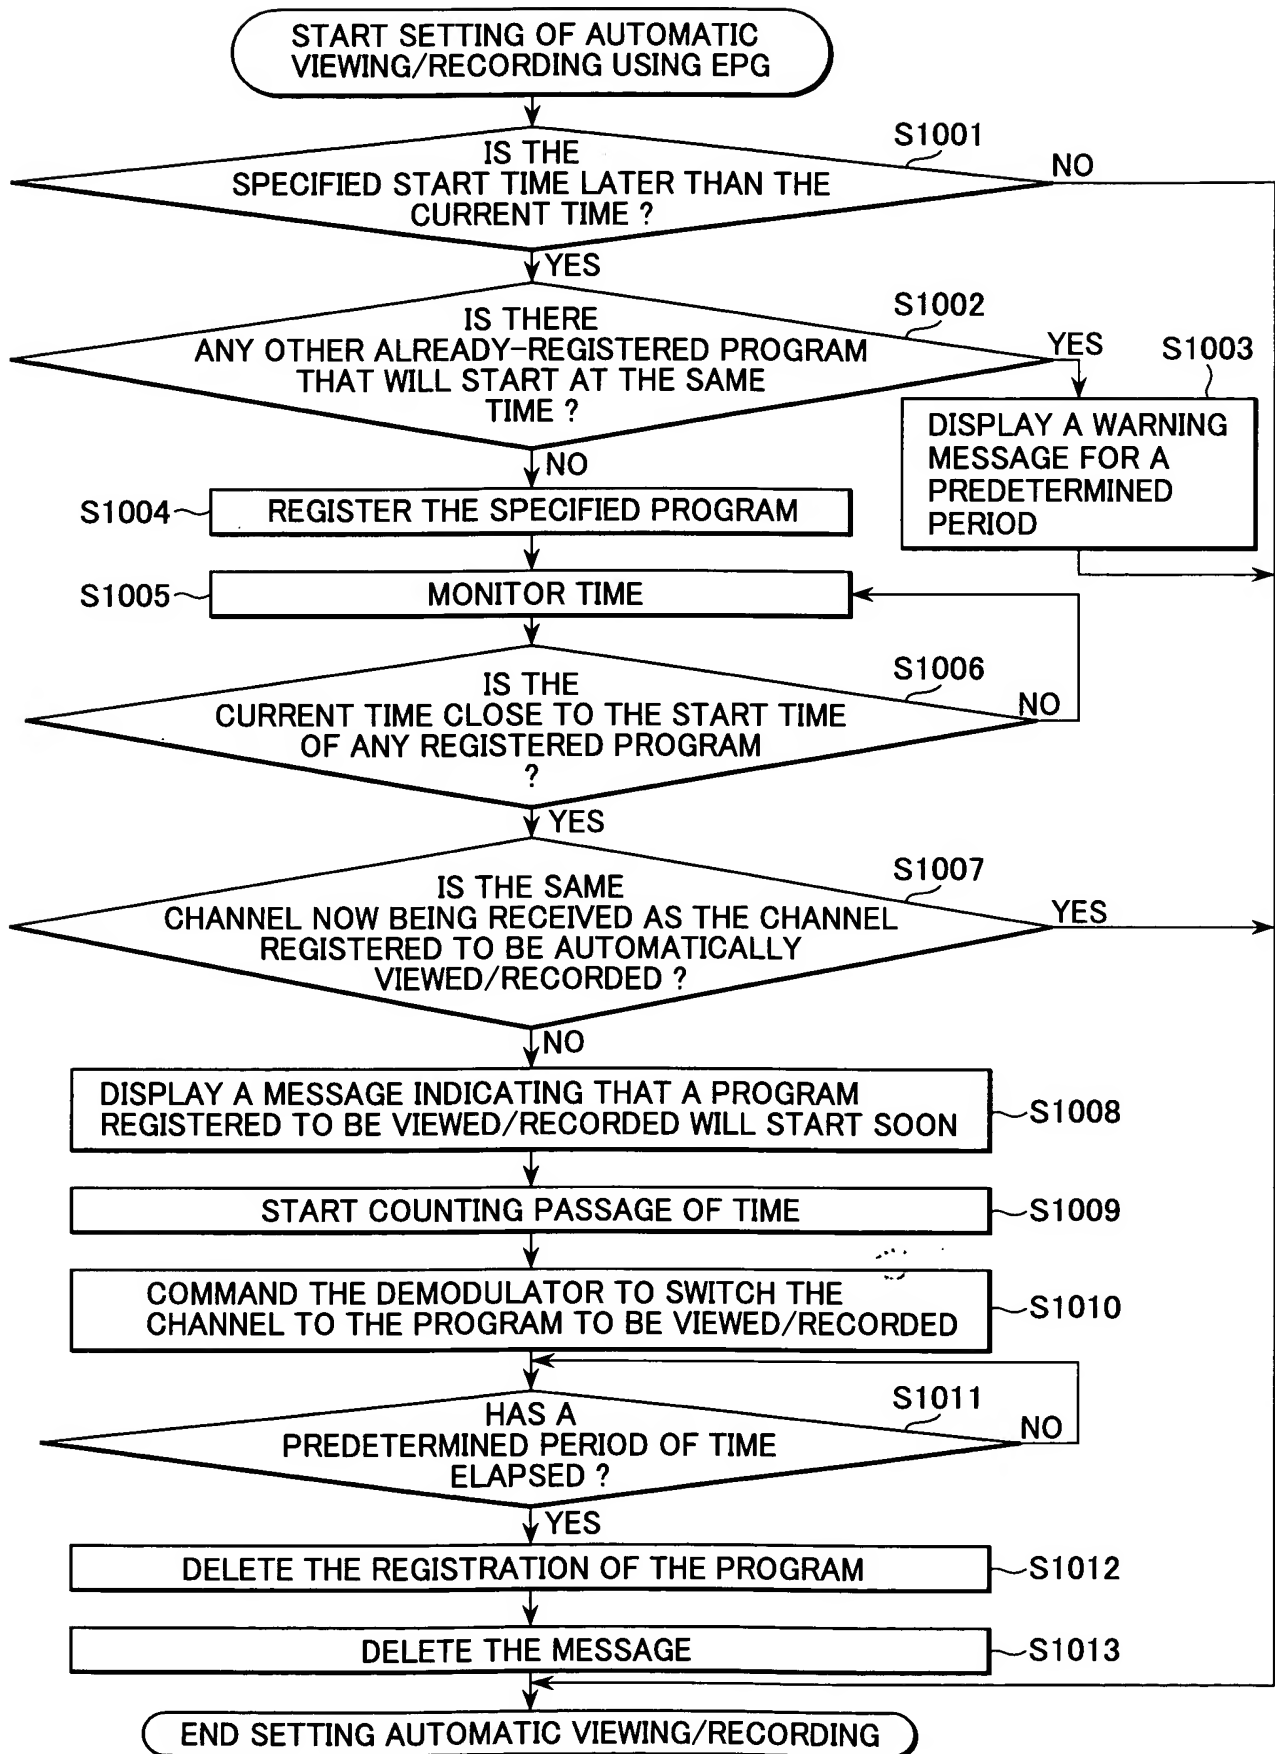 START SETTING OF AUTOMATIC
VIEWING/RECORDING USING EPG
S1001
IS THE
SPECIFIED START TIME LATER THAN THE
CURRENT TIME ?
NO
YES
S1002
IS THERE
ANY OTHER ALREADY-REGISTERED PROGRAM
THAT WILL START AT THE SAME
TIME ?
YES
S1003
DISPLAY A WARNING
MESSAGE FOR A
PREDETERMINED
PERIOD
NO
S1004
REGISTER THE SPECIFIED PROGRAM
S1005
MONITOR TIME
S1006
IS THE
CURRENT TIME CLOSE TO THE START TIME
OF ANY REGISTERED PROGRAM
?
NO
YES
S1007
IS THE SAME
CHANNEL NOW BEING RECEIVED AS THE CHANNEL
REGISTERED TO BE AUTOMATICALLY
VIEWED/RECORDED ?
YES
NO
DISPLAY A MESSAGE INDICATING THAT A PROGRAM
REGISTERED TO BE VIEWED/RECORDED WILL START SOON
S1008
START COUNTING PASSAGE OF TIME
S1009
COMMAND THE DEMODULATOR TO SWITCH THE
CHANNEL TO THE PROGRAM TO BE VIEWED/RECORDED
S1010
S1011
HAS A
PREDETERMINED PERIOD OF TIME
ELAPSED ?
NO
YES
DELETE THE REGISTRATION OF THE PROGRAM
S1012
DELETE THE MESSAGE
S1013
END SETTING AUTOMATIC VIEWING/RECORDING